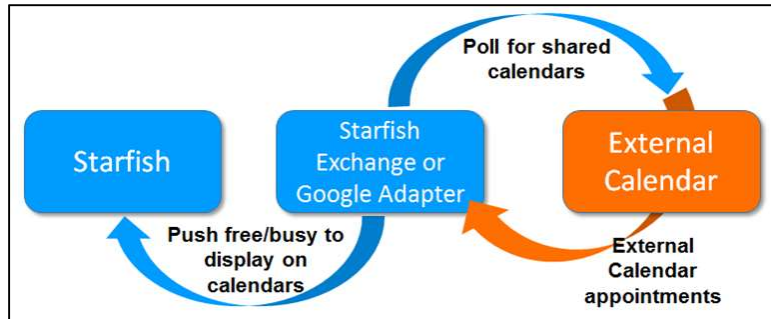 Poll for shared
calendars
Starfish
Starfish
Exchange or
Google Adapter
External
Calendar
Push free/busy to
display on
calendars
External
Calendar
appointments